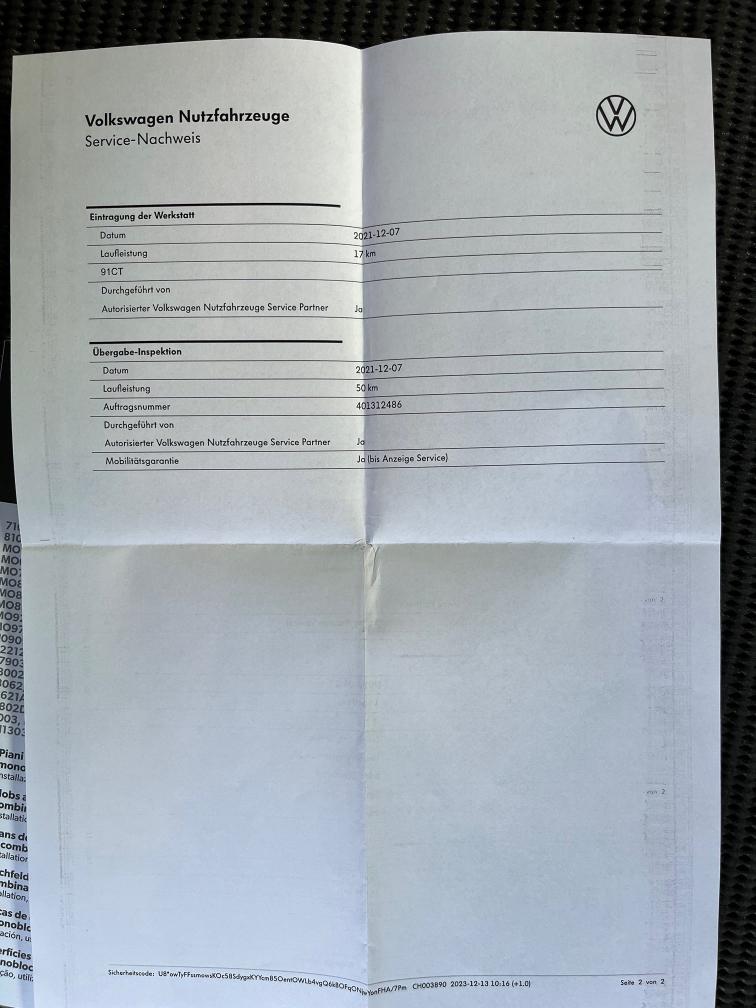 Volkswagen Nutzfahrzeuge
Service-Nachweis
Eintragung der Werkstatt
Datum 2021-12-07
Laufleistung 17 km
91CT
Durchgeführt von
Autorisierter Volkswagen Nutzfahrzeuge Service Partner Ja
Übergabe-Inspektion
Datum 2021-12-07
Laufleistung 50 km
Auftragsnummer 401312486
Durchgeführt von
Autorisierter Volkswagen Nutzfahrzeuge Service Partner Ja
Mobilitätsgarantie Ja (bis Anzeige Service)
Sicherheitscode: CH003890 2023-12-13 10:16 (+1.0) Seite 2 von 2